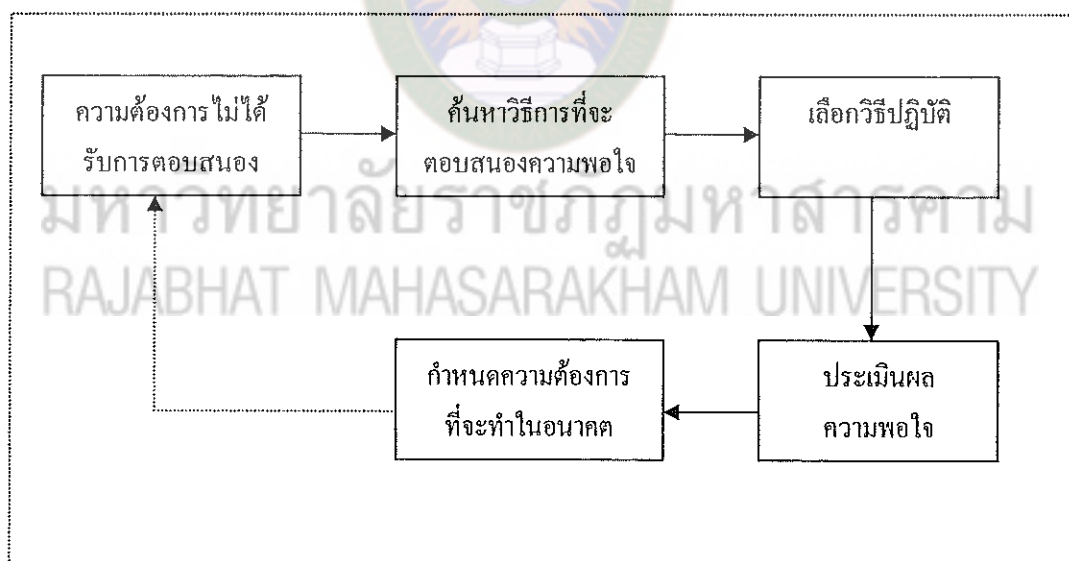 ความต้องการไม่ได้
รับการตอบสนอง
ค้นหาวิธีการที่จะ
ตอบสนองความพอใจ
เลือกวิธีปฏิบัติ
มหาวิทยาลัยราชภัฏมหาสารคาม
RAJABHAT MAHASARAKHAM UNIVERSITY
ประเมินผล
ความพอใจ
กำหนดความต้องการ
ที่จะทำในอนาคต